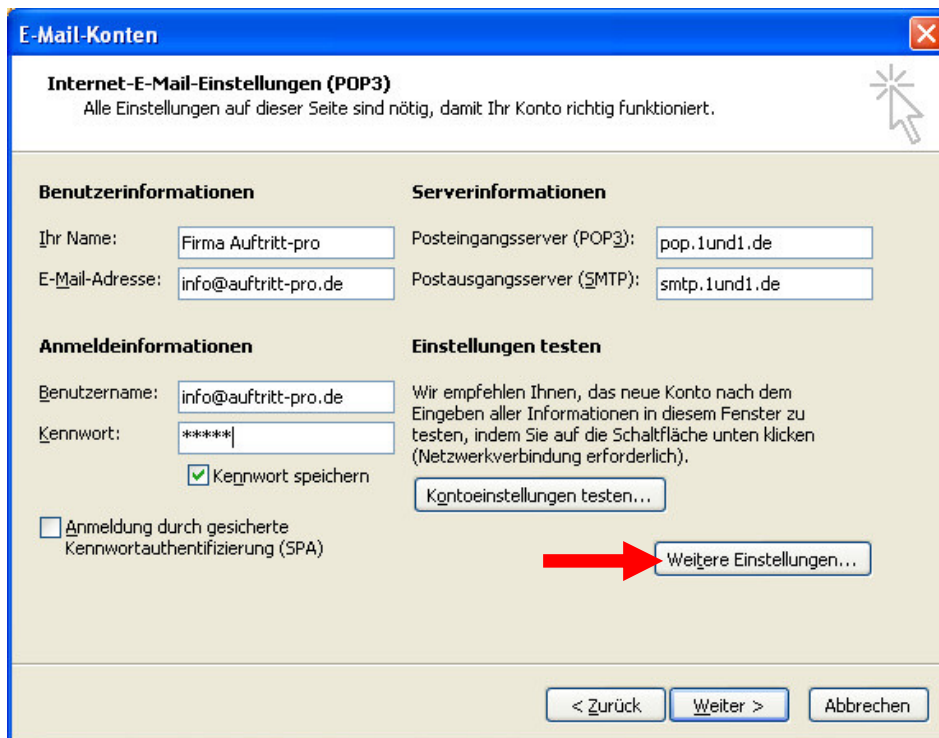 E-Mail-Konten
Internet-E-Mail-Einstellungen (POP3)
Alle Einstellungen auf dieser Seite sind nötig, damit Ihr Konto richtig funktioniert.
Benutzerinformationen
Ihr Name: Firma Auftritt-pro
E-Mail-Adresse: info@auftritt-pro.de
Serverinformationen
Posteingangsserver (POP3): pop.1und1.de
Postausgangsserver (SMTP): smtp.1und1.de
Anmeldeinformationen
Benutzername: info@auftritt-pro.de
Kennwort: *****
Kennwort speichern
Anmeldung durch gesicherte
Kennwortauthentifizierung (SPA)
Einstellungen testen
Wir empfehlen Ihnen, das neue Konto nach dem
Eingeben aller Informationen in diesem Fenster zu
testen, indem Sie auf die Schaltfläche unten klicken
(Netzwerkverbindung erforderlich).
Kontoeinstellungen testen...
Weitere Einstellungen...
< Zurück
Weiter >
Abbrechen